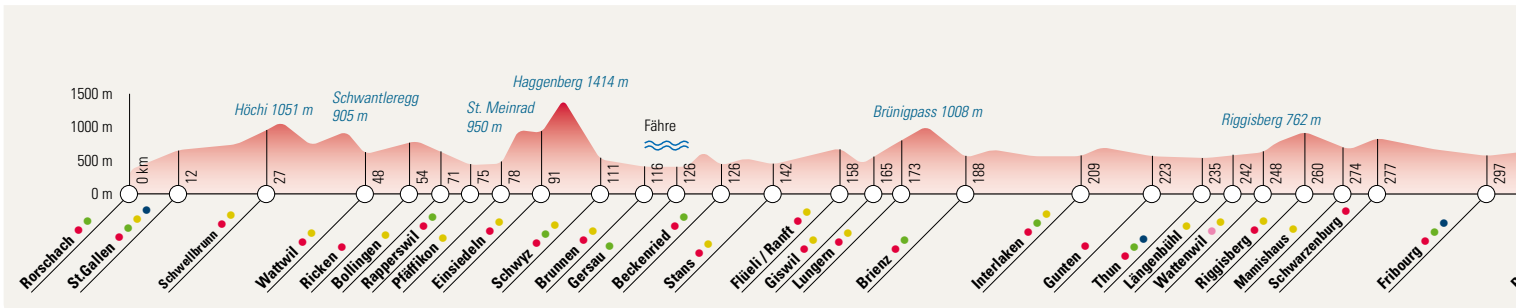 Haggenberg 1414 m
1500 m
Höchi 1051 m
Schwantleregg
905 m
St. Meinrad
950 m
Brünigpass 1008 m
Riggisberg 762 m
Fähre
1000 m
500 m
0 m
0 km
12
27
48
54
71
75
78
91
111
116
126
126
142
158
165
173
188
209
223
235
242
248
260
274
277
297
Rorschach
St.Gallen
Schwellbrunn
Wattwil
Ricken
Bollingen
Rapperswil
Pfäffikon
Einsiedeln
Schwyz
Brunnen
Gersau
Beckenried
Stans
Flüeli / Ranft
Giswil
Lungern
Brienz
Interlaken
Gunten
Thun
Längenbühl
Wattenwil
Riggisberg
Mamishaus
Schwarzenburg
Fribourg